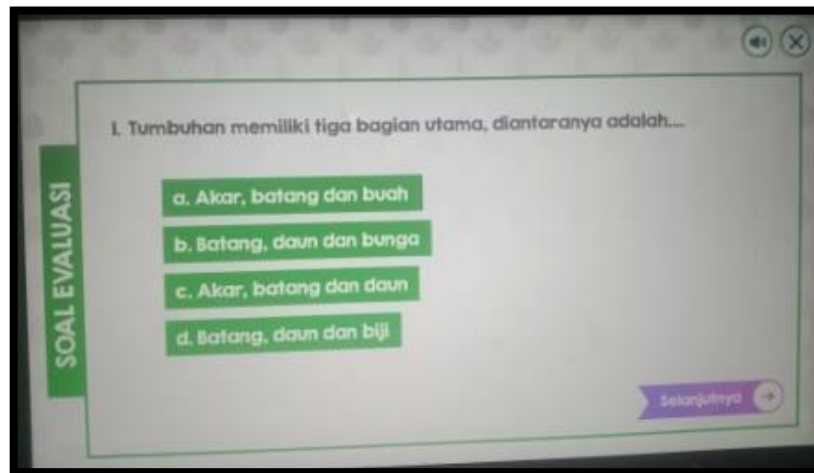 1. Tumbuhan memiliki tiga bagian utama, diantaranya adalah....
SOAL EVALUASI
a. Akar, batang dan buah
b. Batang, daun dan bunga
c. Akar, batang dan daun
d. Batang, daun dan biji
Selanjutnya